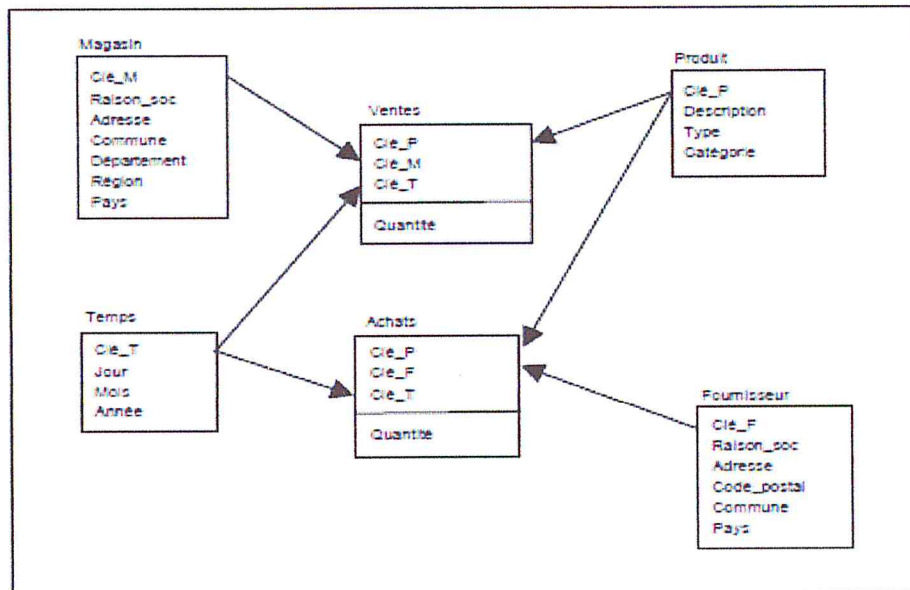 Magasin
Clé_M
Raison_soc
Adresse
Commune
Département
Région
Pays
Produit
Clé_P
Description
Type
Catégorie
Ventes
Clé_P
Clé_M
Clé_T
Quantité
Temps
Clé_T
Jour
Mois
Année
Achats
Clé_P
Clé_F
Clé_T
Quantité
Fournisseur
Clé_F
Raison_soc
Adresse
Code_postal
Commune
Pays